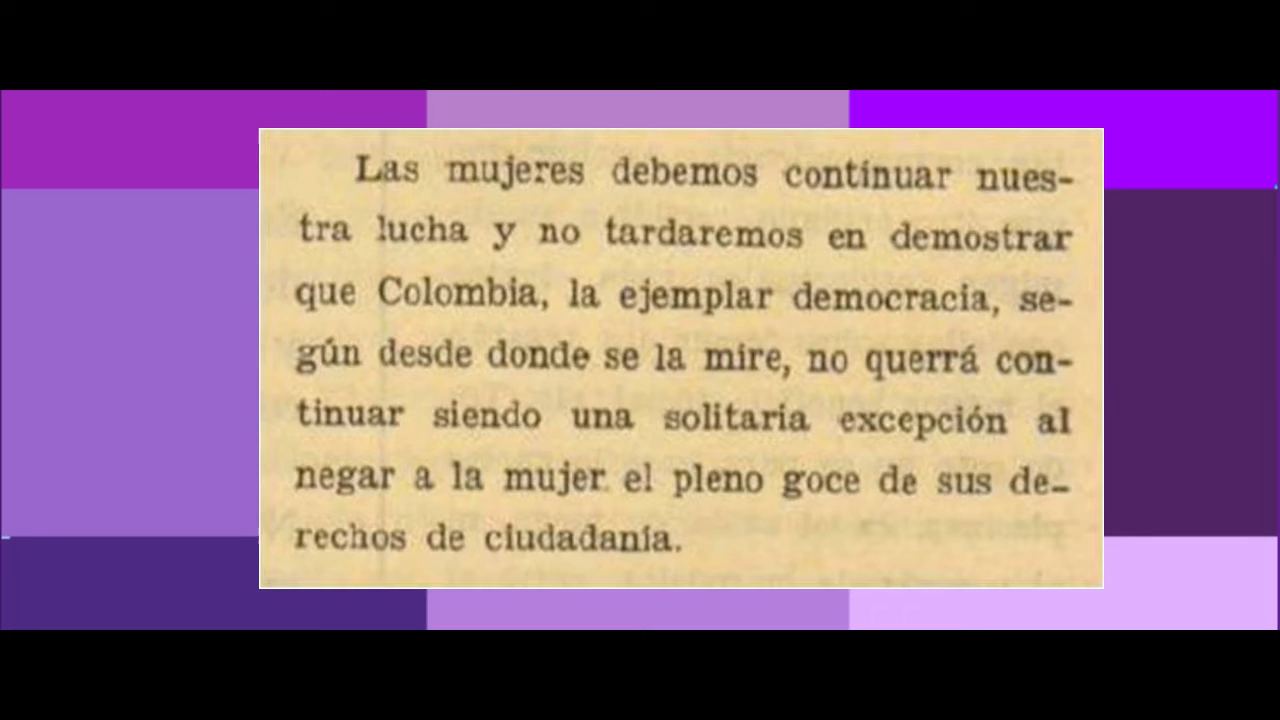 Las mujeres debemos continuar nues-
tra lucha y no tardaremos en demostrar
que Colombia, la ejemplar democracia, se-
gún desde donde se la mire, no querrá con-
tinuar siendo una solitaria excepción al
negar a la mujer el pleno goce de sus de-
rechos de ciudadanía.